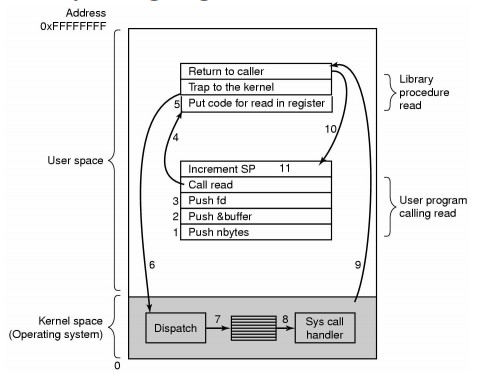 Address
0xFFFFFFFF
Return to caller
Trap to the kernel
5 Put code for read in register
Library
procedure
read
4
10
User space
Increment SP 11
Call read
3 Push fd
2 Push &buffer
1 Push nbytes
User program
calling read
6
9
Kernel space
(Operating system)
Dispatch
7
8
Sys call
handler
0